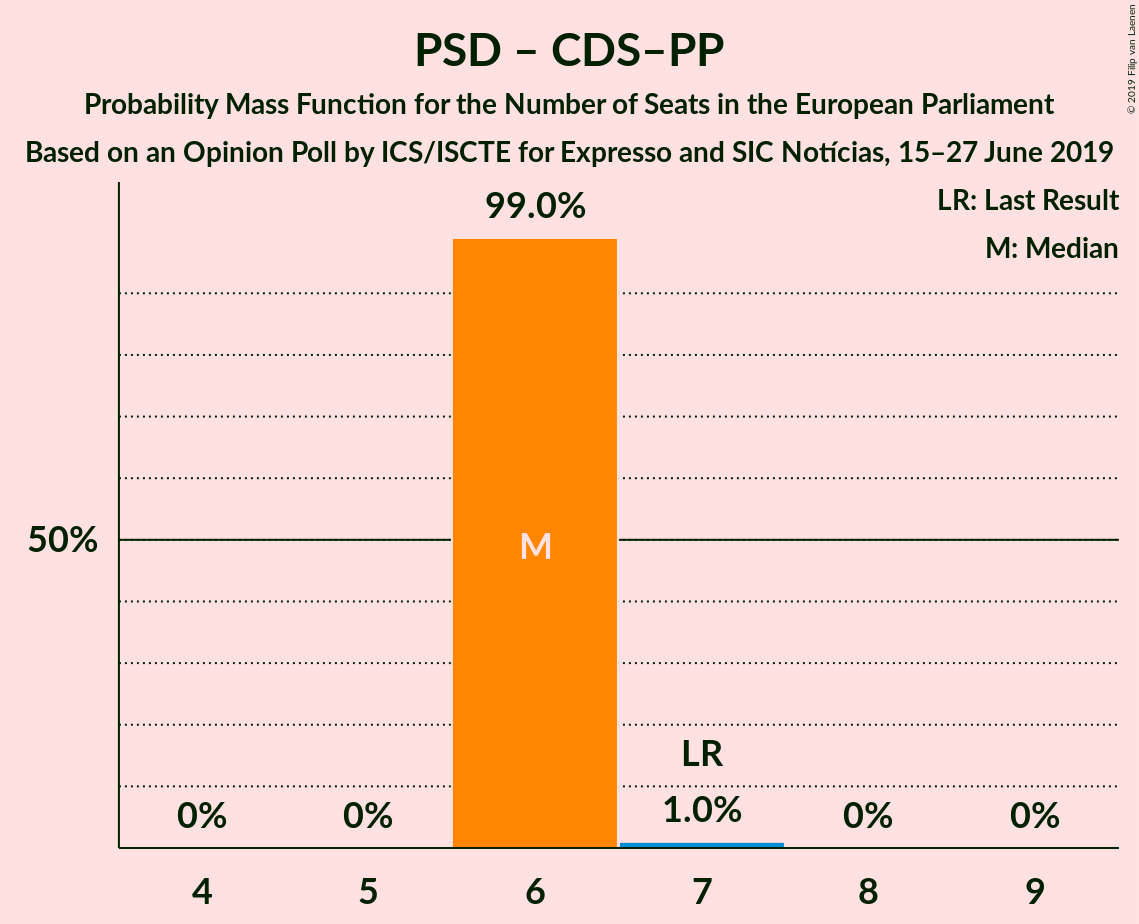 PSD – CDS–PP
Probability Mass Function for the Number of Seats in the European Parliament
Based on an Opinion Poll by ICS/ISCTE for Expresso and SIC Notícias, 15–27 June 2019
© 2019 Filip van Laenen
LR: Last Result
M: Median
99.0%
50%
M
LR
0% 0% 1.0% 0% 0%
4 5 6 7 8 9